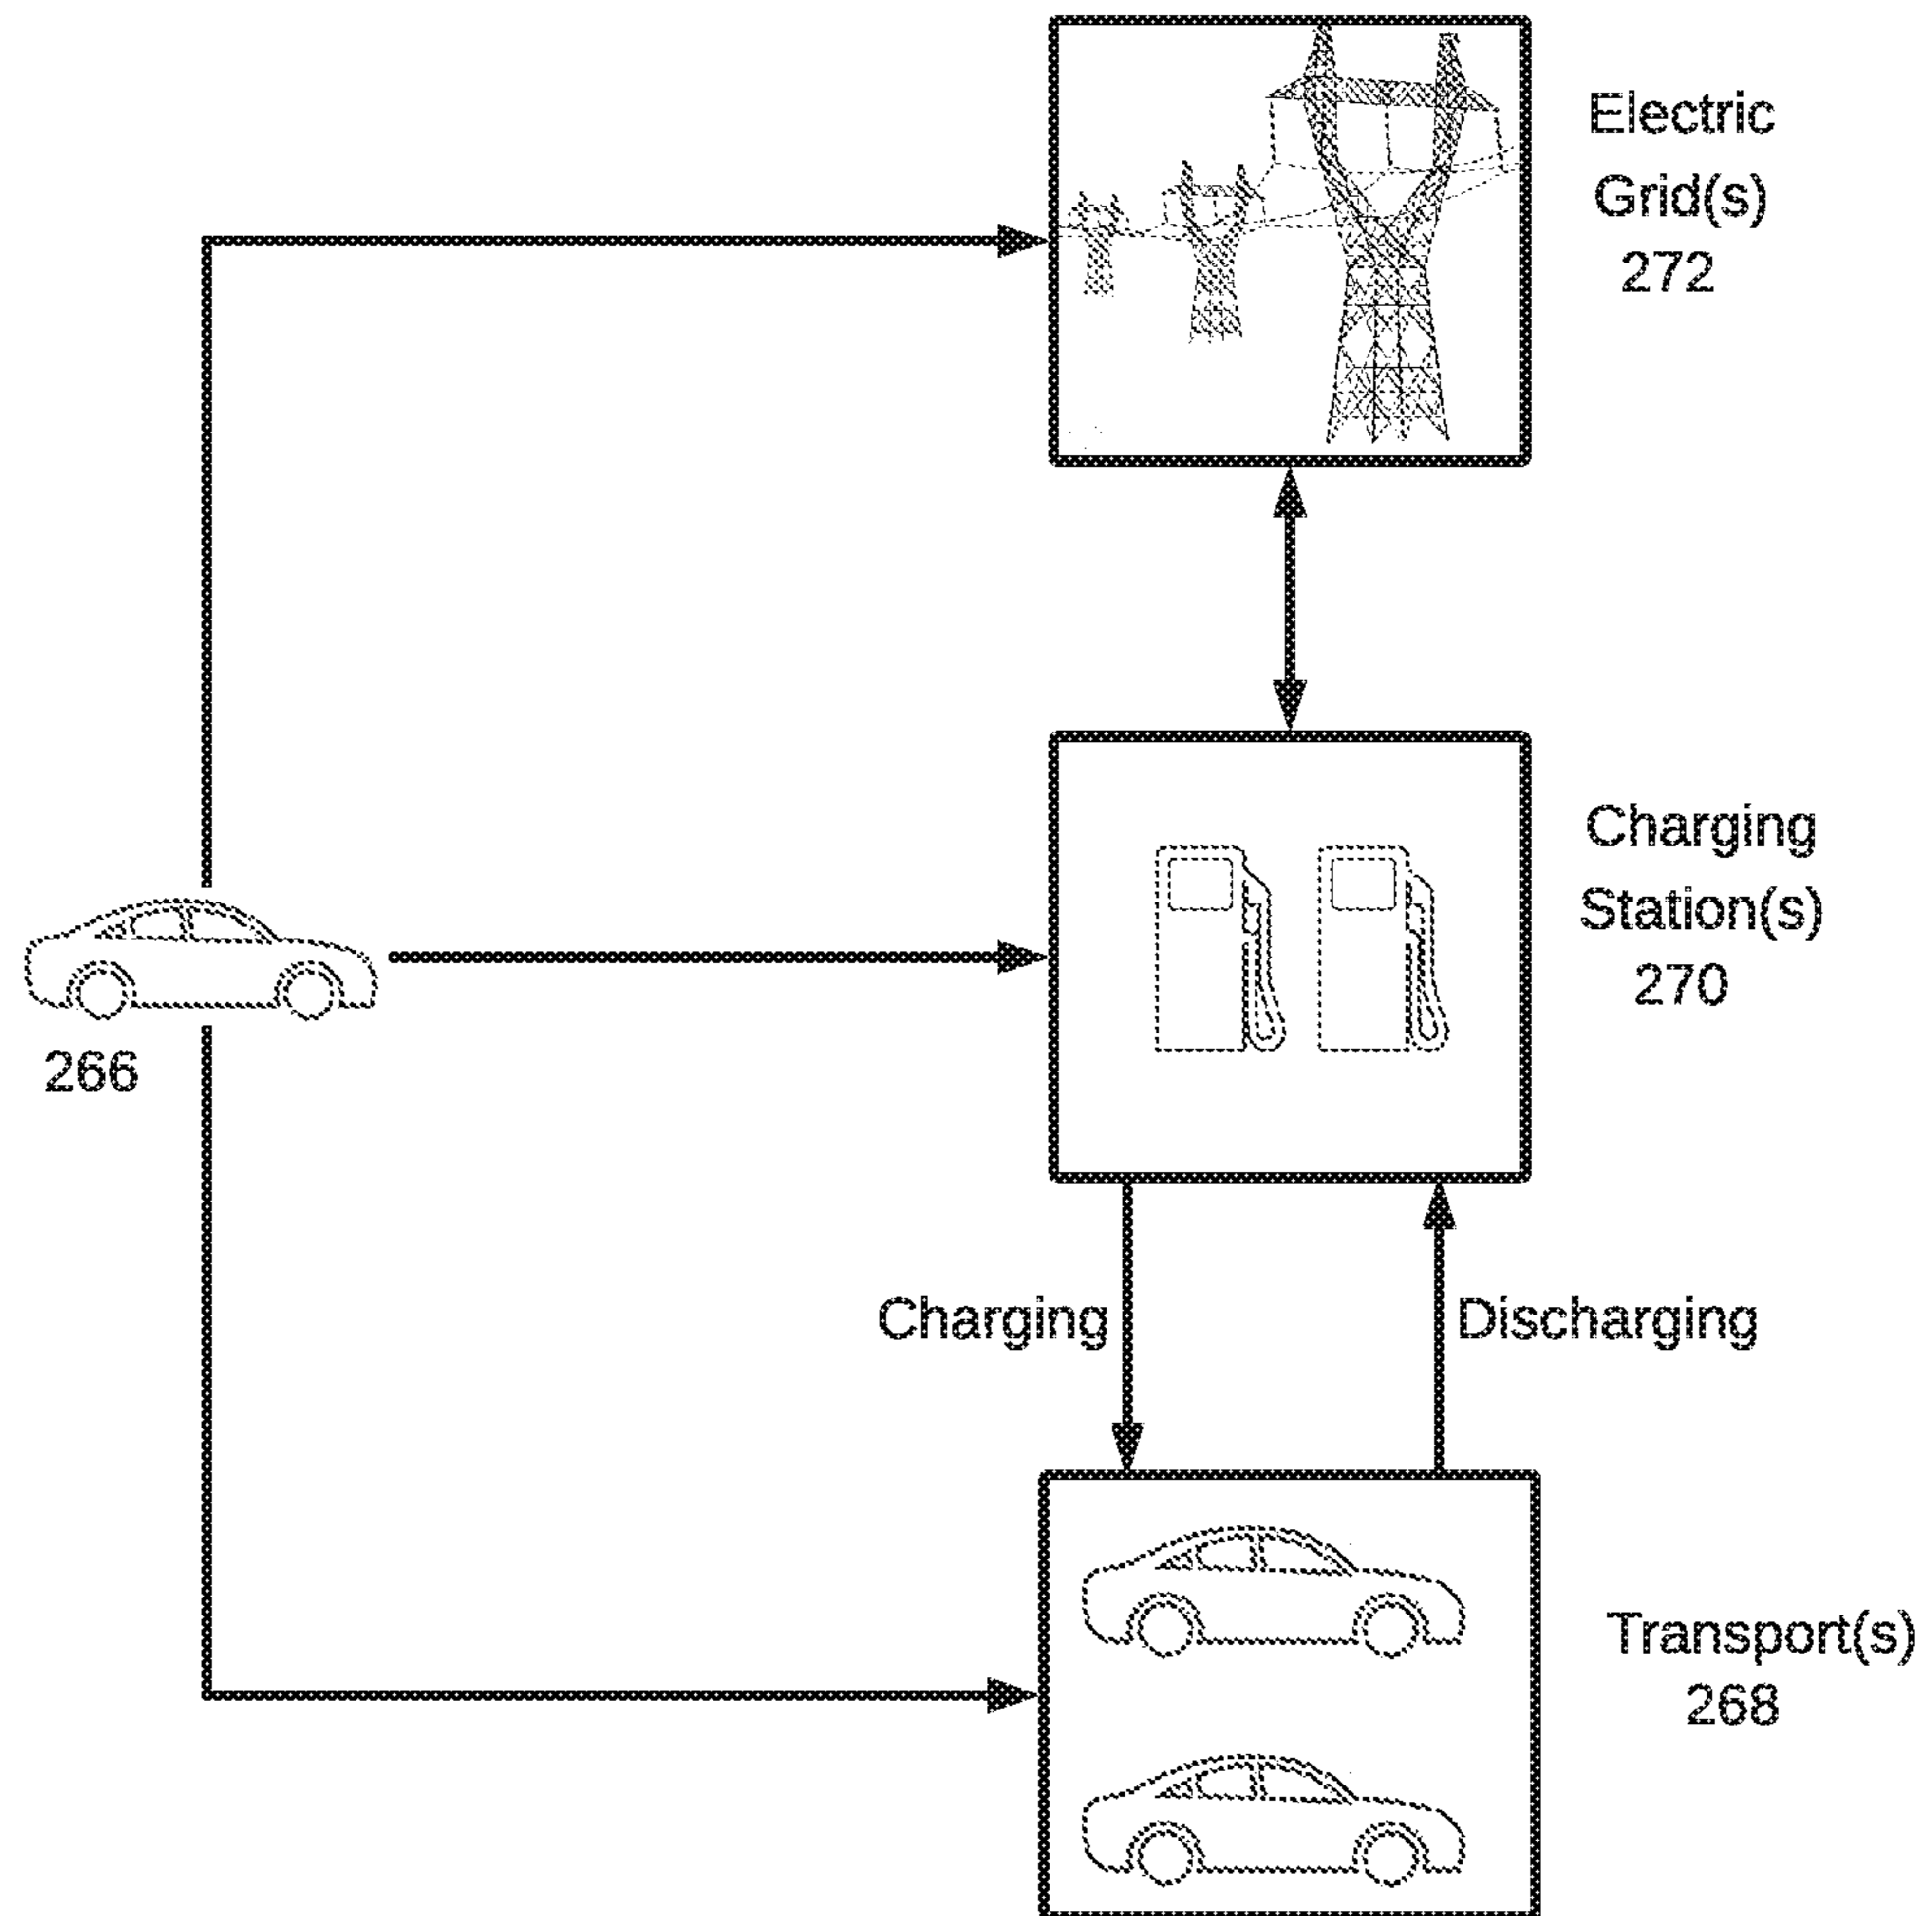 Electric
Grid(s)
272
Charging
Station(s)
270
266
Charging
Discharging
Transport(s)
268